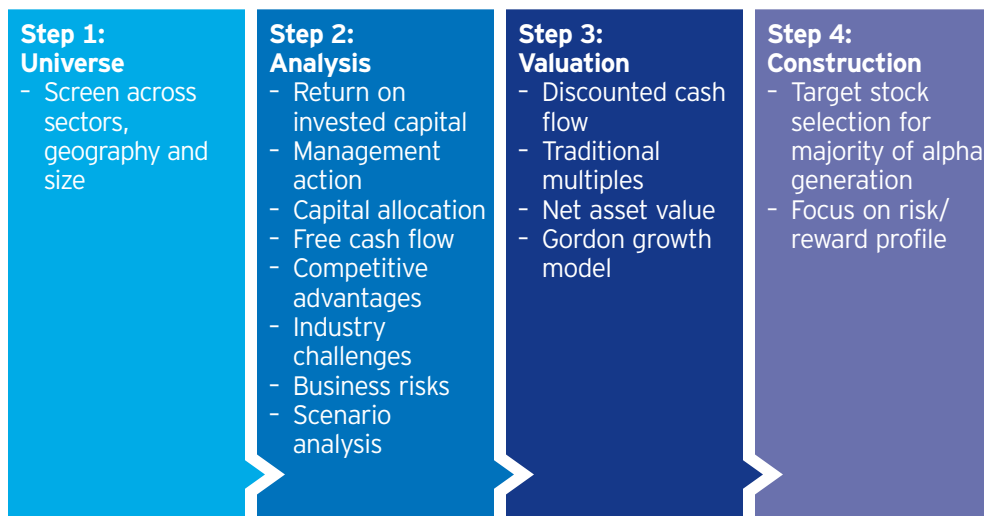 Step 1:
Universe
– Screen across
sectors,
geography and
size
Step 2:
Analysis
– Return on
invested capital
– Management
action
– Capital allocation
– Free cash flow
– Competitive
advantages
– Industry
challenges
– Business risks
– Scenario
analysis
Step 3:
Valuation
– Discounted cash
flow
– Traditional
multiples
– Net asset value
– Gordon growth
model
Step 4:
Construction
– Target stock
selection for
majority of alpha
generation
– Focus on risk/
reward profile